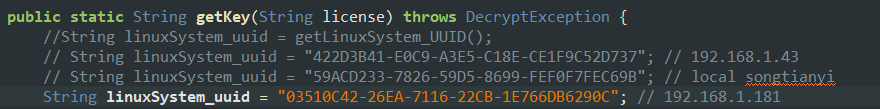 public static String getKey(String license) throws DecryptException {
//String linuxSystem_uuid = getLinuxSystem_UUID();
// String linuxSystem_uuid = "422D3B41-E0C9-A3E5-C18E-CE1F9C52D737"; // 192.168.1.43
// String linuxSystem_uuid = "59ACD233-7826-59D5-8699-FEF0F7FEC69B"; // local songtianyi
String linuxSystem_uuid = "03510C42-26EA-7116-22CB-1E766DB6290C"; // 192.168.1.181